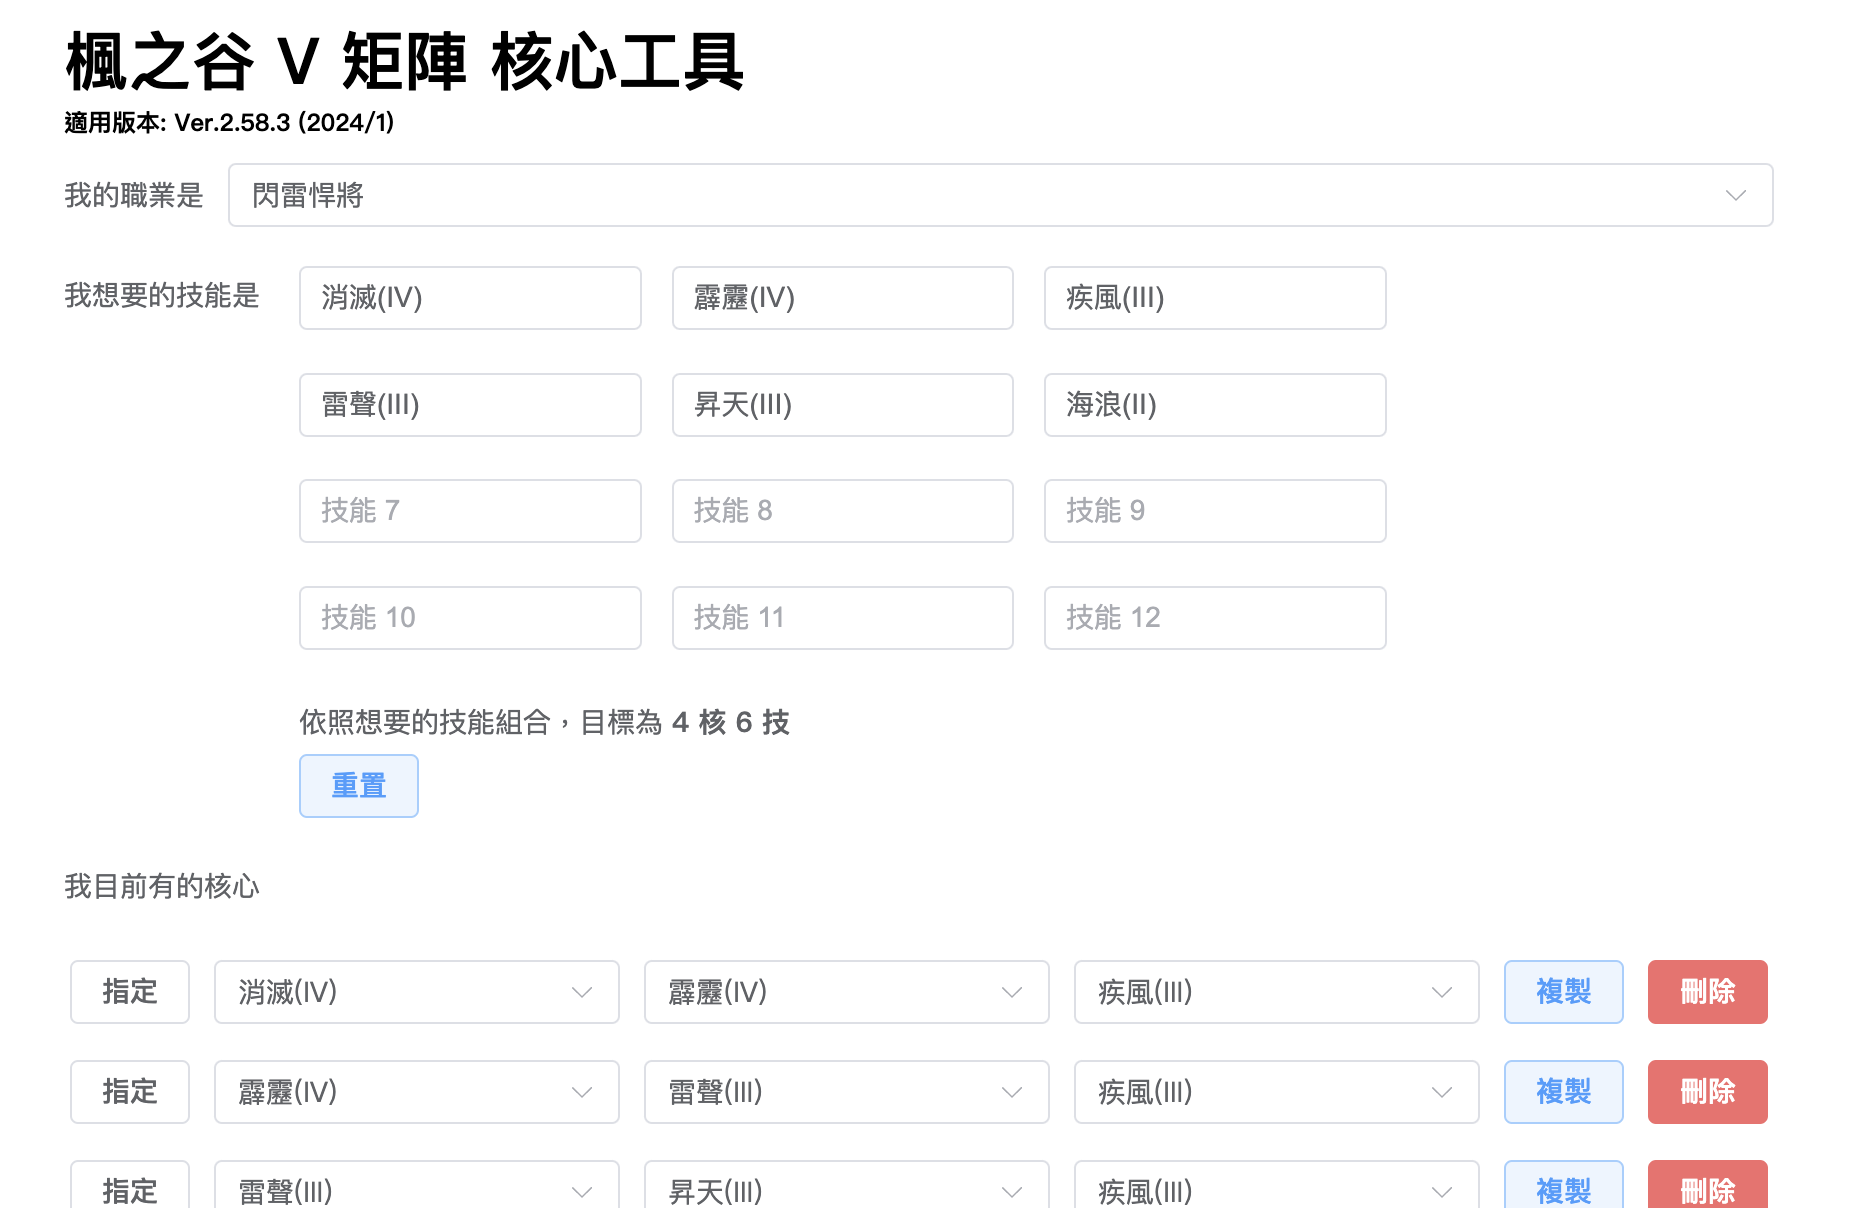 楓之谷 V 矩陣 核心工具
適用版本: Ver.2.58.3 (2024/1)
我的職業是 閃雷悍將
我想要的技能是 消滅(IV) 霹靂(IV) 疾風(III)
雷聲(III) 昇天(III) 海浪(II)
技能 7 技能 8 技能 9
技能 10 技能 11 技能 12
依照想要的技能組合，目標為 4 核 6 技
重置
我目前有的核心
指定 消滅(IV) 霹靂(IV) 疾風(III) 複製 刪除
指定 霹靂(IV) 雷聲(III) 疾風(III) 複製 刪除
指定 雷聲(III) 昇天(III) 疾風(III) 複製 刪除